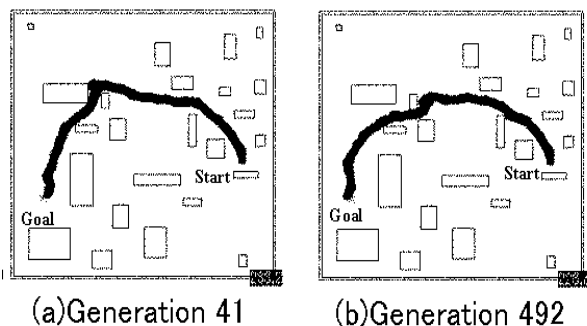 Start
Goal
Start
Goal
(a)Generation 41
(b)Generation 492